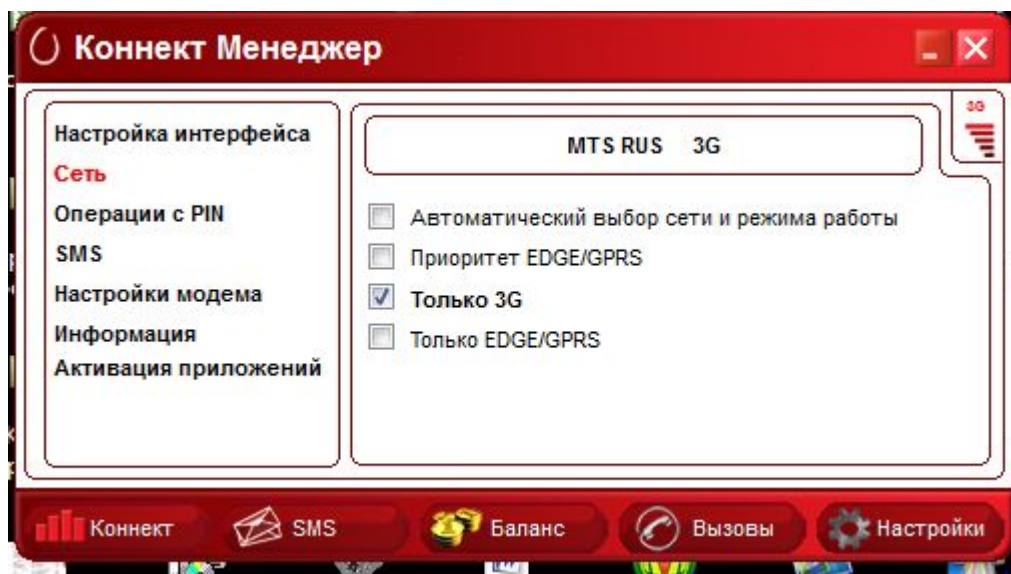 Коннект Менеджер
3G
Настройка интерфейса
Сеть
Операции с PIN
SMS
Настройки модема
Информация
Активация приложений
MTS RUS 3G
Автоматический выбор сети и режима работы
Приоритет EDGE/GPRS
Только 3G
Только EDGE/GPRS
Коннект
SMS
Баланс
Вызовы
Настройки